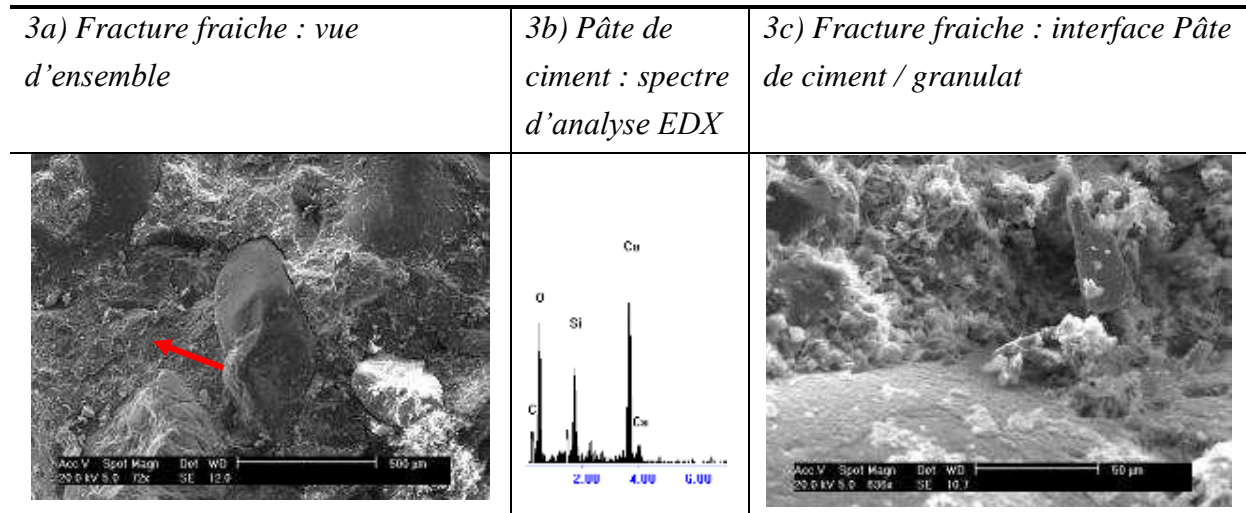 3a) Fracture fraiche : vue
d’ensemble
3b) Pâte de
ciment : spectre
d’analyse EDX
3c) Fracture fraiche : interface Pâte
de ciment / granulat
Ca
O
Si
C
Ca
2.00 4.00 6.00
Acc.V Spot Magn Det WD 500 µm
20.0 kV 5.0 72x SE 12.0
Acc.V Spot Magn Det WD 50 µm
20.0 kV 5.0 636x SE 10.7